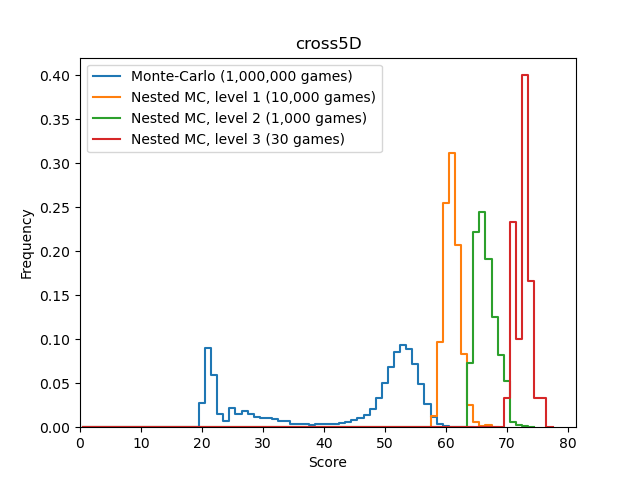 cross5D
Monte-Carlo (1,000,000 games)
Nested MC, level 1 (10,000 games)
Nested MC, level 2 (1,000 games)
Nested MC, level 3 (30 games)
Frequency
0.40
0.35
0.30
0.25
0.20
0.15
0.10
0.05
0.00
0 10 20 30 40 50 60 70 80
Score